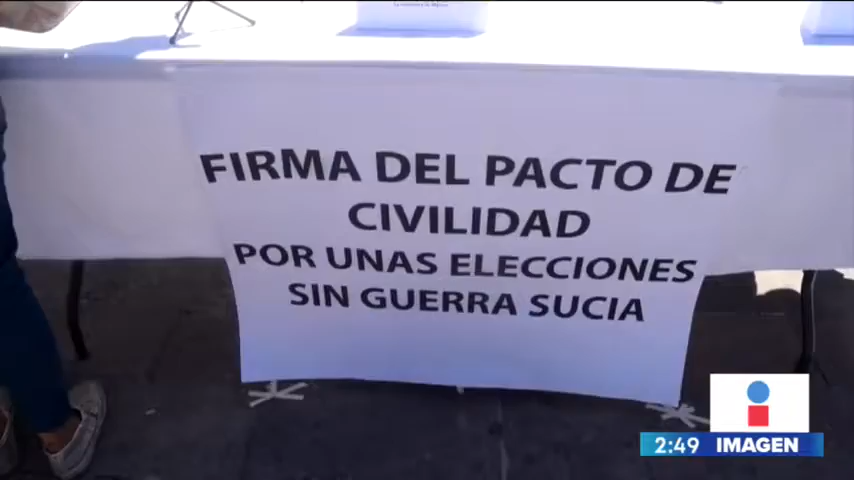 FIRMA DEL PACTO DE
CIVILIDAD
POR UNAS ELECCIONES
SIN GUERRA SUCIA
2:49 IMAGEN